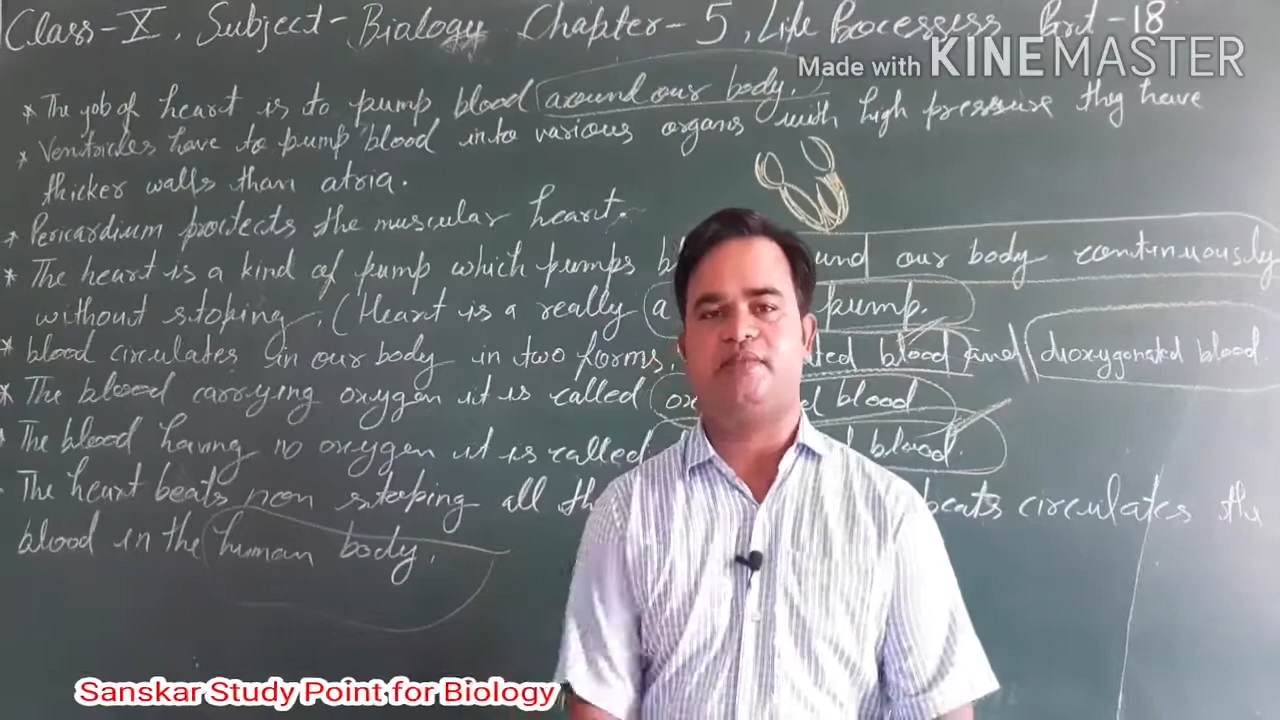 Class-X, Subject-Biology Chapter-5, Life Processess Part-18
Made with KINEMASTER
* The job of heart is to pump blood around our body.
* Ventricles have to pump blood into various organs with high pressure they have
thicker walls than atria.
* Pericardium protects the muscular heart.
* The heart is a kind of pump which pumps our body continuously
without stoping. (Heart is a really a pump.
* blood circulates in our body in two forms, blood and deoxygenated blood.
* The blood carrying oxygen it is called blood
The blood having no oxygen it is called blood.
The heart beats non stoping all beats circulates the
blood in the human body.
Sanskar Study Point for Biology